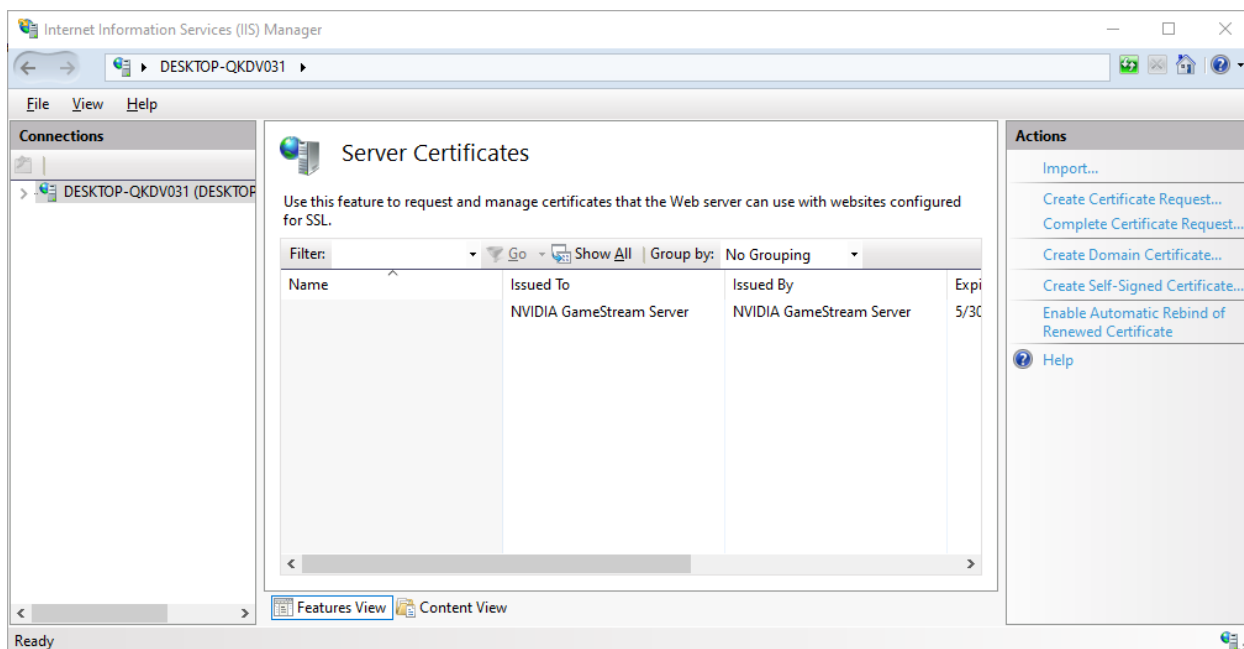 Internet Information Services (IIS) Manager
DESKTOP-QKDV031
File View Help
Connections
DESKTOP-QKDV031 (DESKTOP
Server Certificates
Use this feature to request and manage certificates that the Web server can use with websites configured
for SSL.
Filter: Go Show All Group by: No Grouping
Name Issued To Issued By Expi
NVIDIA GameStream Server NVIDIA GameStream Server 5/30
Features View Content View
Actions
Import...
Create Certificate Request...
Complete Certificate Request...
Create Domain Certificate...
Create Self-Signed Certificate...
Enable Automatic Rebind of
Renewed Certificate
Help
Ready